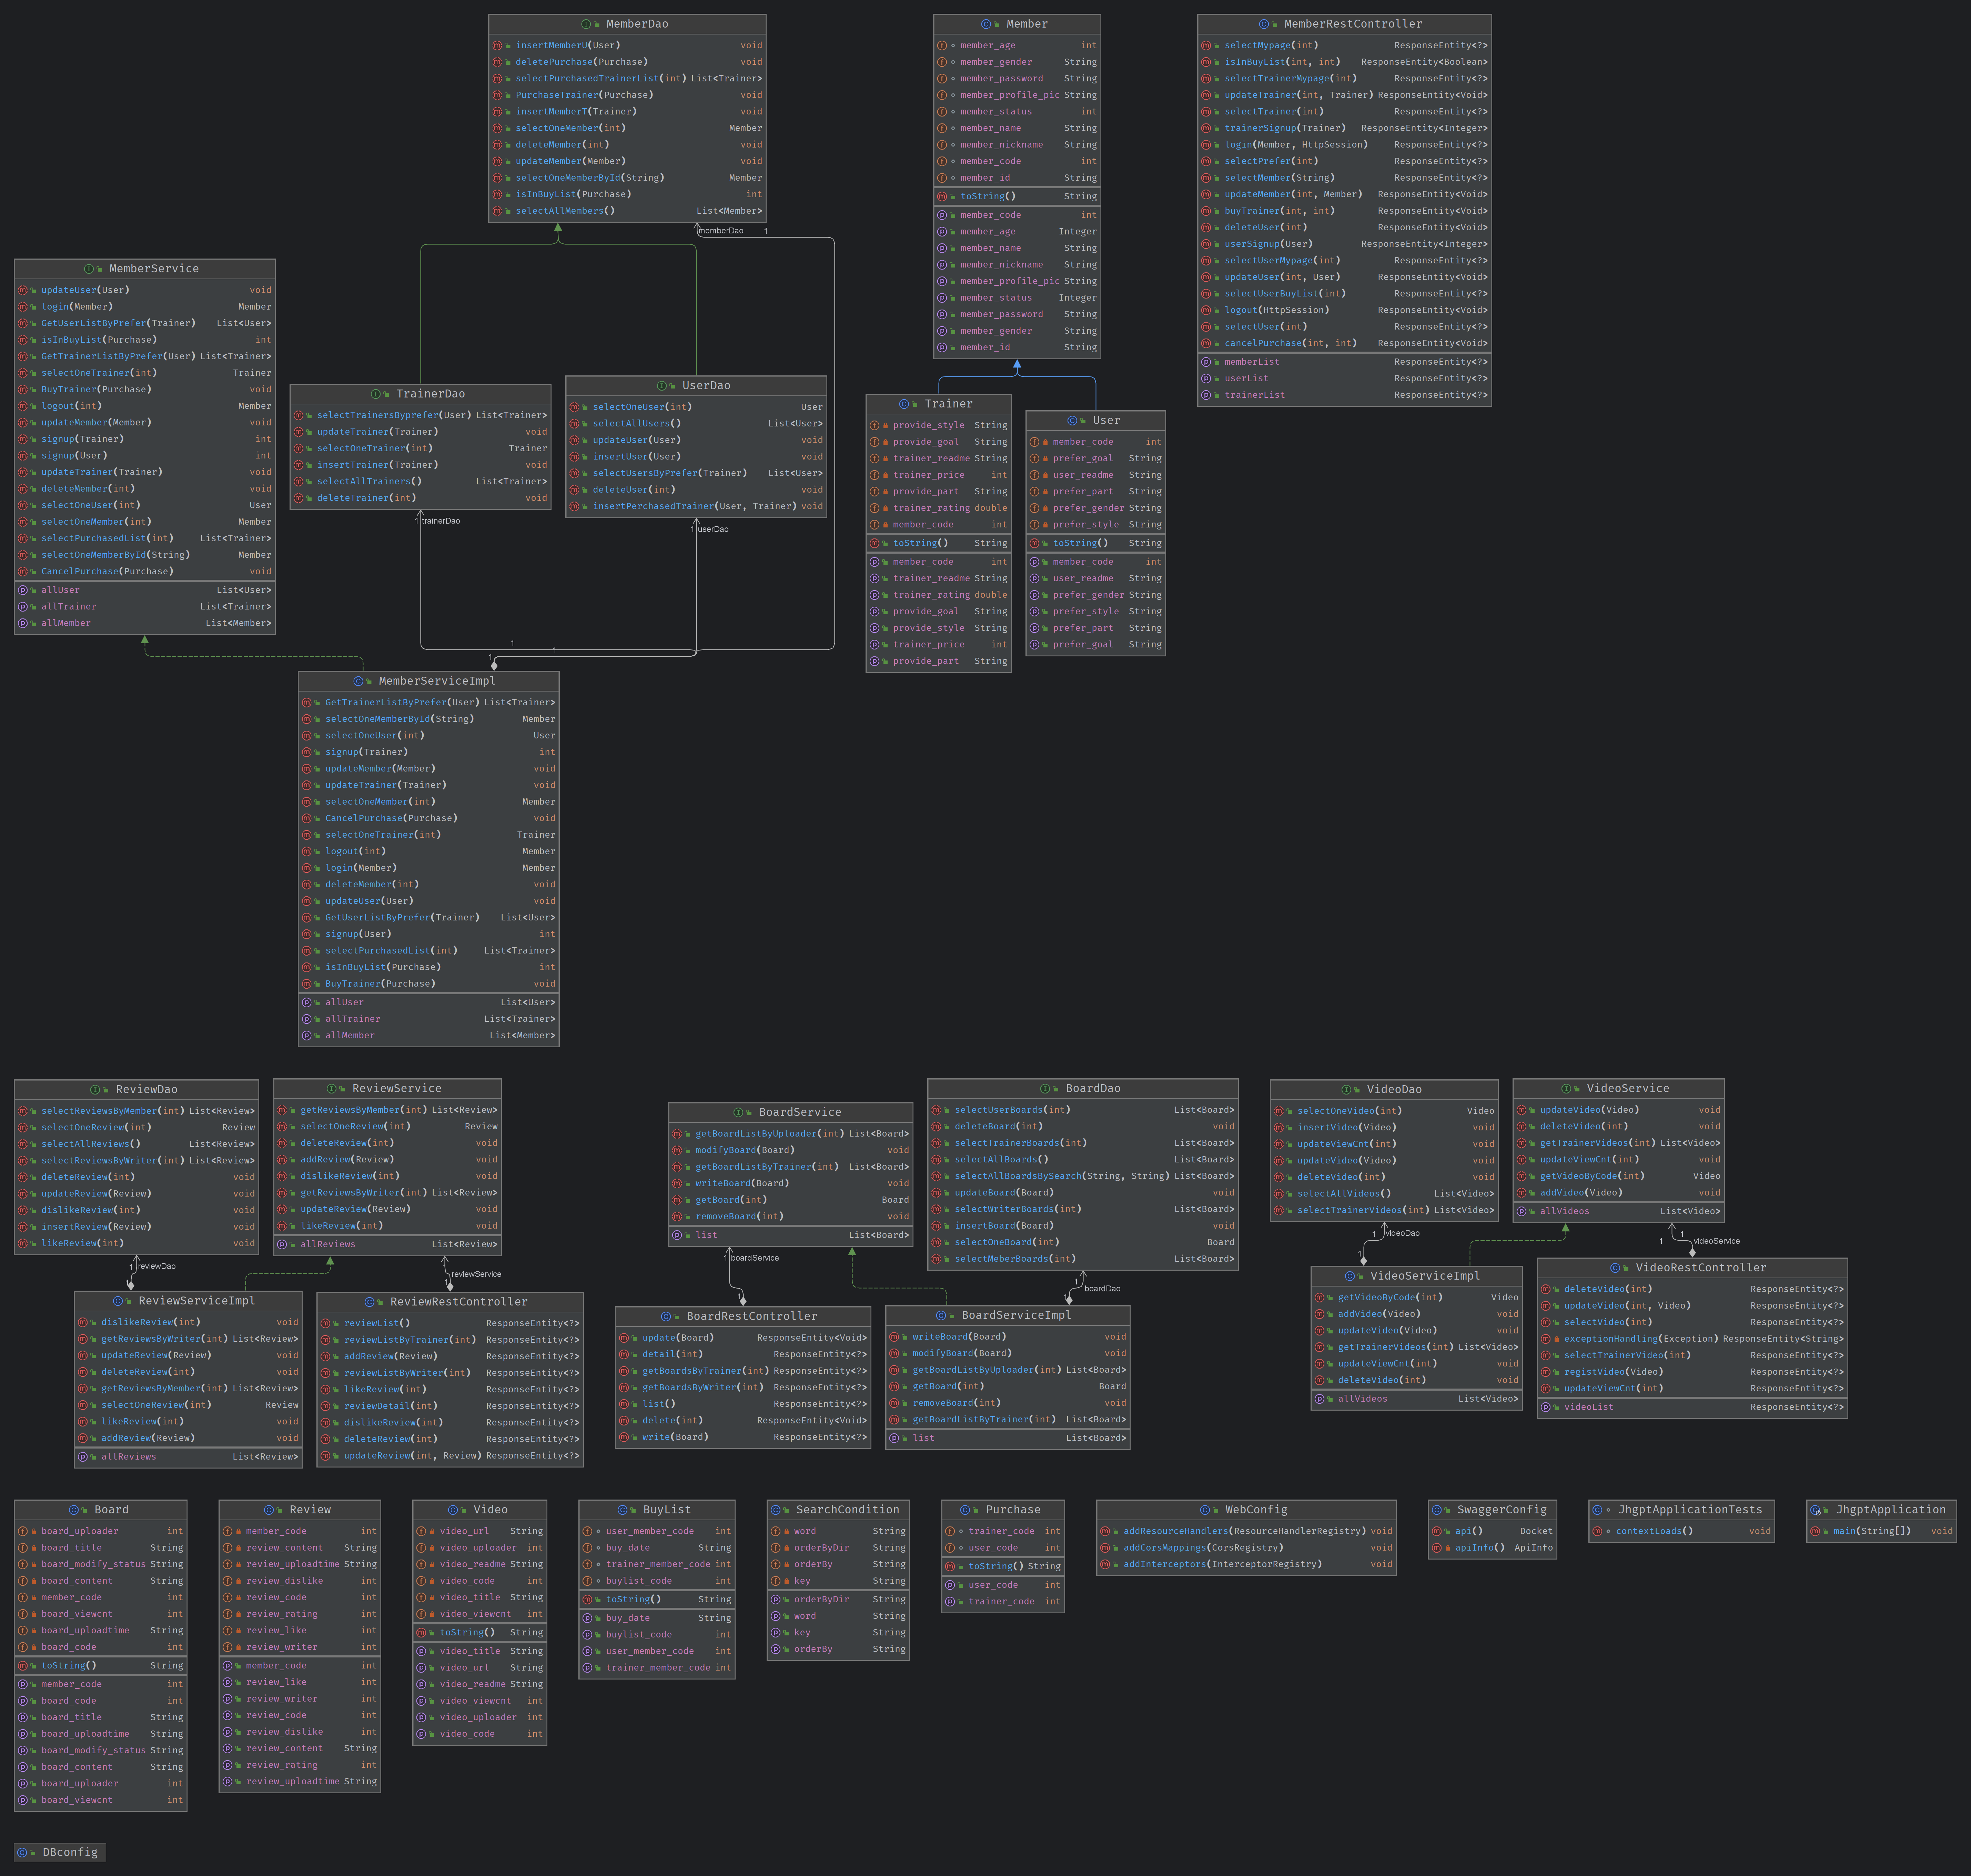 MemberDao
insertMemberU(User) void
deletePurchase(Purchase) void
selectPurchasedTrainerList(int) List<Trainer>
PurchaseTrainer(Purchase) void
insertMemberT(Trainer) void
selectOneMember(int) Member
deleteMember(int) void
updateMember(Member) void
selectOneMemberById(String) Member
isInBuyList(Purchase) int
selectAllMembers() List<Member>
Member
member_age int
member_gender String
member_password String
member_profile_pic String
member_status int
member_name String
member_nickname String
member_code int
member_id String
toString() String
member_code int
member_age Integer
member_name String
member_nickname String
member_profile_pic String
member_status Integer
member_password String
member_gender String
member_id String
MemberRestController
selectMypage(int) ResponseEntity<?>
isInBuyList(int, int) ResponseEntity<Boolean>
selectTrainerMypage(int) ResponseEntity<?>
updateTrainer(int, Trainer) ResponseEntity<Void>
selectTrainer(int) ResponseEntity<?>
trainerSignup(Trainer) ResponseEntity<Integer>
login(Member, HttpSession) ResponseEntity<?>
selectPrefer(int) ResponseEntity<?>
selectMember(String) ResponseEntity<?>
updateMember(int, Member) ResponseEntity<Void>
buyTrainer(int, int) ResponseEntity<Void>
deleteUser(int) ResponseEntity<Void>
userSignup(User) ResponseEntity<Integer>
selectUserMypage(int) ResponseEntity<?>
updateUser(int, User) ResponseEntity<Void>
selectUserBuyList(int) ResponseEntity<?>
logout(HttpSession) ResponseEntity<Void>
selectUser(int) ResponseEntity<?>
cancelPurchase(int, int) ResponseEntity<Void>
memberList ResponseEntity<?>
userList ResponseEntity<?>
trainerList ResponseEntity<?>
memberDao 1
MemberService
updateUser(User) void
login(Member) Member
GetUserListByPrefer(Trainer) List<User>
isInBuyList(Purchase) int
GetTrainerListByPrefer(User) List<Trainer>
selectOneTrainer(int) Trainer
BuyTrainer(Purchase) void
logout(int) Member
updateMember(Member) void
signup(Trainer) int
signup(User) int
updateTrainer(Trainer) void
deleteMember(int) void
selectOneUser(int) User
selectOneMember(int) Member
selectPurchasedList(int) List<Trainer>
selectOneMemberById(String) Member
CancelPurchase(Purchase) void
allUser List<User>
allTrainer List<Trainer>
allMember List<Member>
TrainerDao
selectTrainersByprefer(User) List<Trainer>
updateTrainer(Trainer) void
selectOneTrainer(int) Trainer
insertTrainer(Trainer) void
selectAllTrainers() List<Trainer>
deleteTrainer(int) void
1 trainerDao
UserDao
selectOneUser(int) User
selectAllUsers() List<User>
updateUser(User) void
insertUser(User) void
selectUsersByPrefer(Trainer) List<User>
deleteUser(int) void
insertPerchasedTrainer(User, Trainer) void
1 userDao
Trainer
provide_style String
provide_goal String
trainer_readme String
trainer_price int
provide_part String
trainer_rating double
member_code int
toString() String
member_code int
trainer_readme String
trainer_rating double
provide_goal String
provide_style String
trainer_price int
provide_part String
User
member_code int
prefer_goal String
user_readme String
prefer_part String
prefer_gender String
prefer_style String
toString() String
member_code int
user_readme String
prefer_gender String
prefer_style String
prefer_part String
prefer_goal String
1
1
1
MemberServiceImpl
GetTrainerListByPrefer(User) List<Trainer>
selectOneMemberById(String) Member
selectOneUser(int) User
signup(Trainer) int
updateMember(Member) void
updateTrainer(Trainer) void
selectOneMember(int) Member
CancelPurchase(Purchase) void
selectOneTrainer(int) Trainer
logout(int) Member
login(Member) Member
deleteMember(int) void
updateUser(User) void
GetUserListByPrefer(Trainer) List<User>
signup(User) int
selectPurchasedList(int) List<Trainer>
isInBuyList(Purchase) int
BuyTrainer(Purchase) void
allUser List<User>
allTrainer List<Trainer>
allMember List<Member>
ReviewDao
selectReviewsByMember(int) List<Review>
selectOneReview(int) Review
selectAllReviews() List<Review>
selectReviewsByWriter(int) List<Review>
deleteReview(int) void
updateReview(Review) void
dislikeReview(int) void
insertReview(Review) void
likeReview(int) void
1 reviewDao
1
ReviewService
getReviewsByMember(int) List<Review>
selectOneReview(int) Review
deleteReview(int) void
addReview(Review) void
dislikeReview(int) void
getReviewsByWriter(int) List<Review>
updateReview(Review) void
likeReview(int) void
allReviews List<Review>
1
reviewService
1
BoardService
getBoardListByUploader(int) List<Board>
modifyBoard(Board) void
getBoardListByTrainer(int) List<Board>
writeBoard(Board) void
getBoard(int) Board
removeBoard(int) void
list List<Board>
1 boardService
1
BoardDao
selectUserBoards(int) List<Board>
deleteBoard(int) void
selectTrainerBoards(int) List<Board>
selectAllBoards() List<Board>
selectAllBoardsBySearch(String, String) List<Board>
updateBoard(Board) void
selectWriterBoards(int) List<Board>
insertBoard(Board) void
selectOneBoard(int) Board
selectMeberBoards(int) List<Board>
1
boardDao
1
VideoDao
selectOneVideo(int) Video
insertVideo(Video) void
updateViewCnt(int) void
updateVideo(Video) void
deleteVideo(int) void
selectAllVideos() List<Video>
selectTrainerVideos(int) List<Video>
1 videoDao
1
VideoService
updateVideo(Video) void
deleteVideo(int) void
getTrainerVideos(int) List<Video>
updateViewCnt(int) void
getVideoByCode(int) Video
addVideo(Video) void
allVideos List<Video>
1 1
videoService
ReviewServiceImpl
dislikeReview(int) void
getReviewsByWriter(int) List<Review>
updateReview(Review) void
deleteReview(int) void
getReviewsByMember(int) List<Review>
selectOneReview(int) Review
likeReview(int) void
addReview(Review) void
allReviews List<Review>
ReviewRestController
reviewList() ResponseEntity<?>
reviewListByTrainer(int) ResponseEntity<?>
addReview(Review) ResponseEntity<?>
reviewListByWriter(int) ResponseEntity<?>
likeReview(int) ResponseEntity<?>
reviewDetail(int) ResponseEntity<?>
dislikeReview(int) ResponseEntity<?>
deleteReview(int) ResponseEntity<?>
updateReview(int, Review) ResponseEntity<?>
BoardRestController
update(Board) ResponseEntity<Void>
detail(int) ResponseEntity<?>
getBoardsByTrainer(int) ResponseEntity<?>
getBoardsByWriter(int) ResponseEntity<?>
list() ResponseEntity<?>
delete(int) ResponseEntity<Void>
write(Board) ResponseEntity<?>
BoardServiceImpl
writeBoard(Board) void
modifyBoard(Board) void
getBoardListByUploader(int) List<Board>
getBoard(int) Board
removeBoard(int) void
getBoardListByTrainer(int) List<Board>
list List<Board>
VideoServiceImpl
getVideoByCode(int) Video
addVideo(Video) void
updateVideo(Video) void
getTrainerVideos(int) List<Video>
updateViewCnt(int) void
deleteVideo(int) void
allVideos List<Video>
VideoRestController
deleteVideo(int) ResponseEntity<?>
updateVideo(int, Video) ResponseEntity<?>
selectVideo(int) ResponseEntity<?>
exceptionHandling(Exception) ResponseEntity<String>
selectTrainerVideo(int) ResponseEntity<?>
registVideo(Video) ResponseEntity<?>
updateViewCnt(int) ResponseEntity<?>
videoList ResponseEntity<?>
Board
board_uploader int
board_title String
board_modify_status String
board_content String
member_code int
board_viewcnt int
board_uploadtime String
board_code int
toString() String
member_code int
board_code int
board_title String
board_uploadtime String
board_modify_status String
board_content String
board_uploader int
board_viewcnt int
Review
member_code int
review_content String
review_uploadtime String
review_dislike int
review_code int
review_rating int
review_like int
review_writer int
member_code int
review_like int
review_writer int
review_code int
review_dislike int
review_content String
review_rating int
review_uploadtime String
Video
video_url String
video_uploader int
video_readme String
video_code int
video_title String
video_viewcnt int
toString() String
video_title String
video_url String
video_readme String
video_viewcnt int
video_uploader int
video_code int
BuyList
user_member_code int
buy_date String
trainer_member_code int
buylist_code int
toString() String
buy_date String
buylist_code int
user_member_code int
trainer_member_code int
SearchCondition
word String
orderByDir String
orderBy String
key String
orderByDir String
word String
key String
orderBy String
Purchase
trainer_code int
user_code int
toString() String
user_code int
trainer_code int
WebConfig
addResourceHandlers(ResourceHandlerRegistry) void
addCorsMappings(CorsRegistry) void
addInterceptors(InterceptorRegistry) void
SwaggerConfig
api() Docket
apiInfo() ApiInfo
JhgptApplicationTests
contextLoads() void
JhgptApplication
main(String[]) void
DBconfig